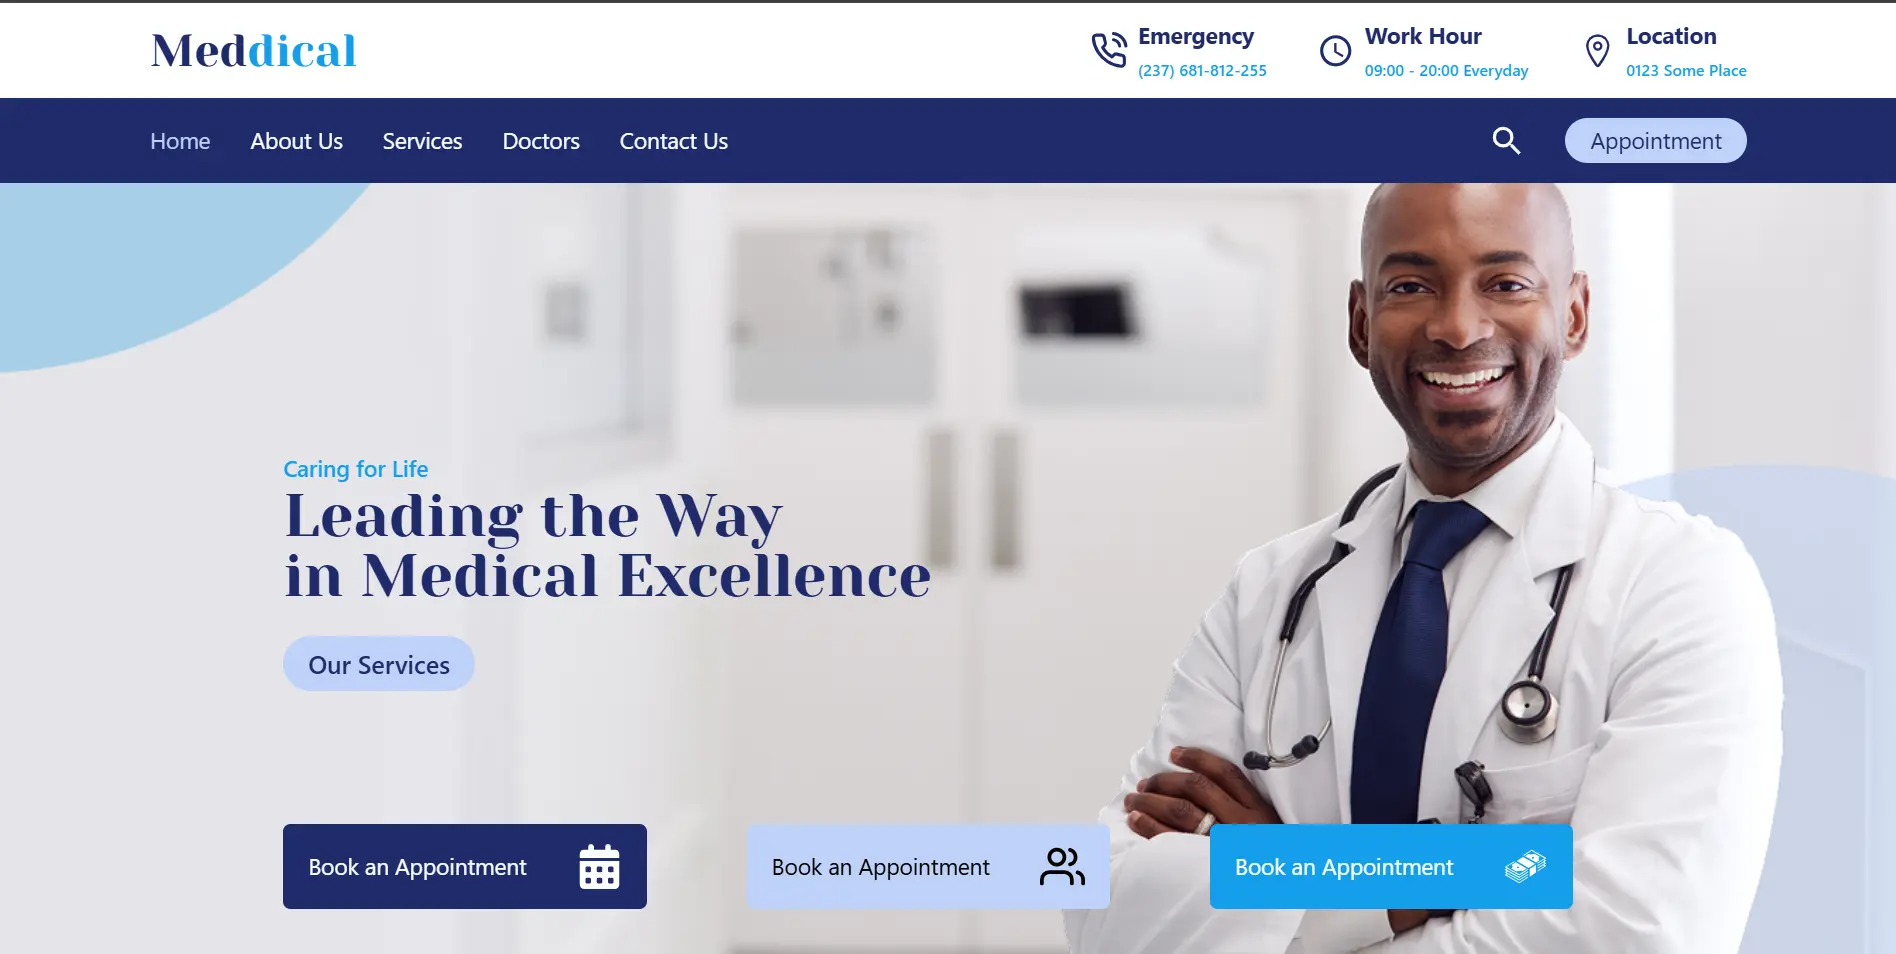 Meddical
Emergency
(237) 681-812-255
Work Hour
09:00 - 20:00 Everyday
Location
0123 Some Place
Home
About Us
Services
Doctors
Contact Us
Appointment
Caring for Life
Leading the Way
in Medical Excellence
Our Services
Book an Appointment
Book an Appointment
Book an Appointment